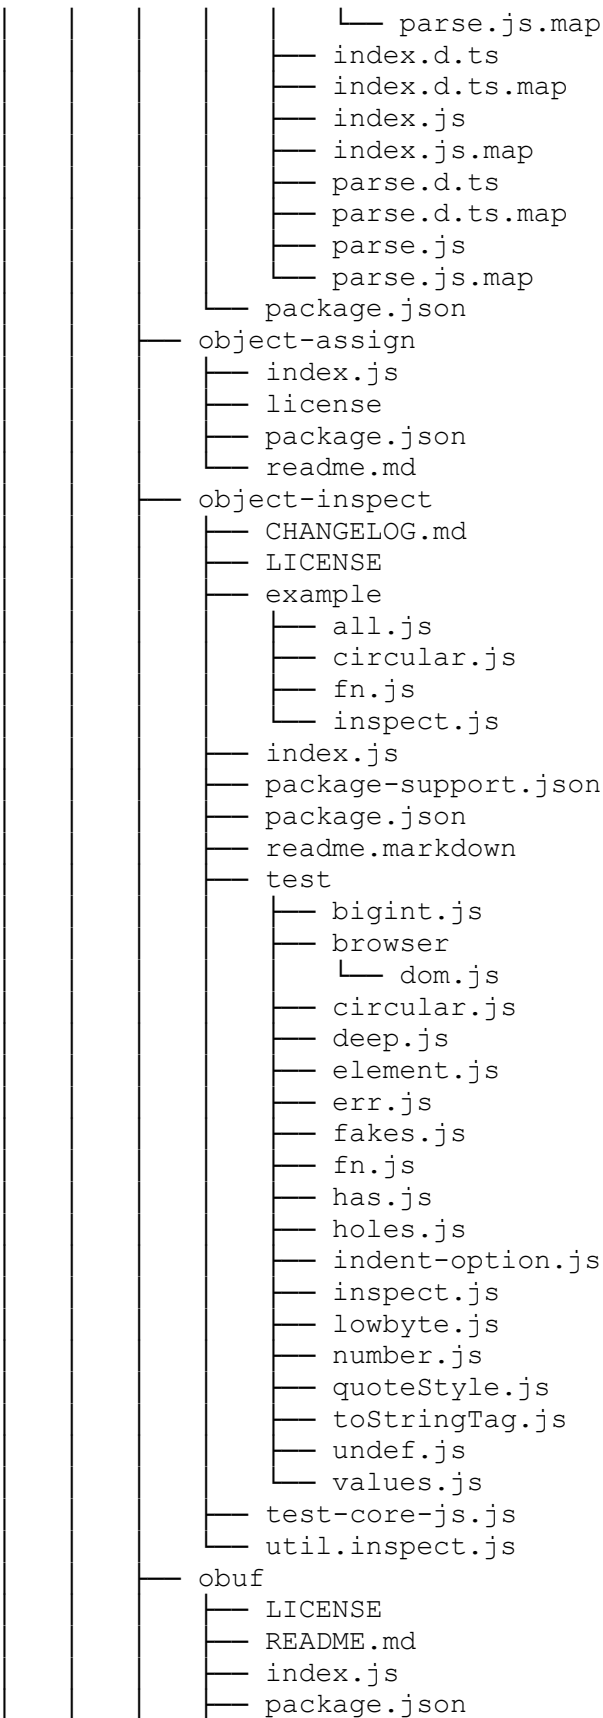 │   │   │   │   │   └── parse.js.map
│   │   │   │   ├── index.d.ts
│   │   │   │   ├── index.d.ts.map
│   │   │   │   ├── index.js
│   │   │   │   ├── index.js.map
│   │   │   │   ├── parse.d.ts
│   │   │   │   ├── parse.d.ts.map
│   │   │   │   ├── parse.js
│   │   │   │   └── parse.js.map
│   │   │   └── package.json
│   │   ├── object-assign
│   │   │   ├── index.js
│   │   │   ├── license
│   │   │   ├── package.json
│   │   │   └── readme.md
│   │   ├── object-inspect
│   │   │   ├── CHANGELOG.md
│   │   │   ├── LICENSE
│   │   │   ├── example
│   │   │   │   ├── all.js
│   │   │   │   ├── circular.js
│   │   │   │   ├── fn.js
│   │   │   │   └── inspect.js
│   │   │   ├── index.js
│   │   │   ├── package-support.json
│   │   │   ├── package.json
│   │   │   ├── readme.markdown
│   │   │   ├── test
│   │   │   │   ├── bigint.js
│   │   │   │   ├── browser
│   │   │   │   │   └── dom.js
│   │   │   │   ├── circular.js
│   │   │   │   ├── deep.js
│   │   │   │   ├── element.js
│   │   │   │   ├── err.js
│   │   │   │   ├── fakes.js
│   │   │   │   ├── fn.js
│   │   │   │   ├── has.js
│   │   │   │   ├── holes.js
│   │   │   │   ├── indent-option.js
│   │   │   │   ├── inspect.js
│   │   │   │   ├── lowbyte.js
│   │   │   │   ├── number.js
│   │   │   │   ├── quoteStyle.js
│   │   │   │   ├── toStringTag.js
│   │   │   │   ├── undef.js
│   │   │   │   └── values.js
│   │   │   ├── test-core-js.js
│   │   │   └── util.inspect.js
│   │   ├── obuf
│   │   │   ├── LICENSE
│   │   │   ├── README.md
│   │   │   ├── index.js
│   │   │   ├── package.json